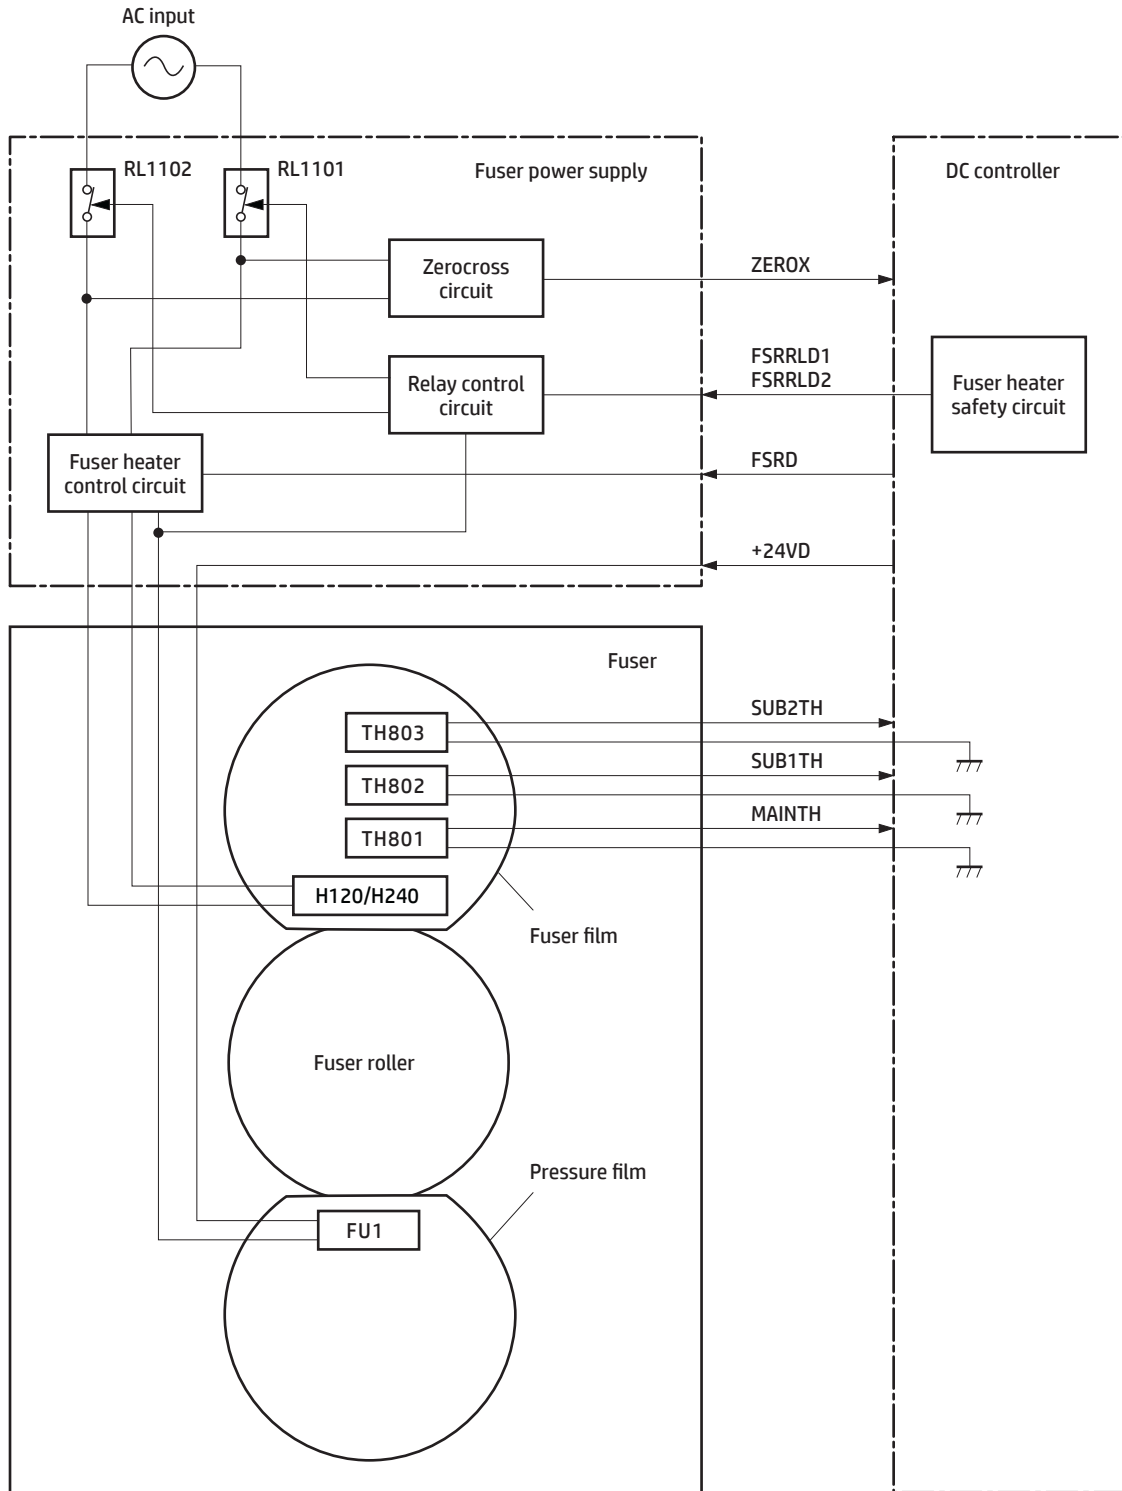 AC input
RL1102
RL1101
Fuser power supply
DC controller
Zerocross
circuit
ZEROX
FSRRLD1
FSRRLD2
Relay control
circuit
Fuser heater
safety circuit
Fuser heater
control circuit
FSRD
+24VD
Fuser
TH803
SUB2TH
TH802
SUB1TH
TH801
MAINTH
H120/H240
Fuser film
Fuser roller
Pressure film
FU1